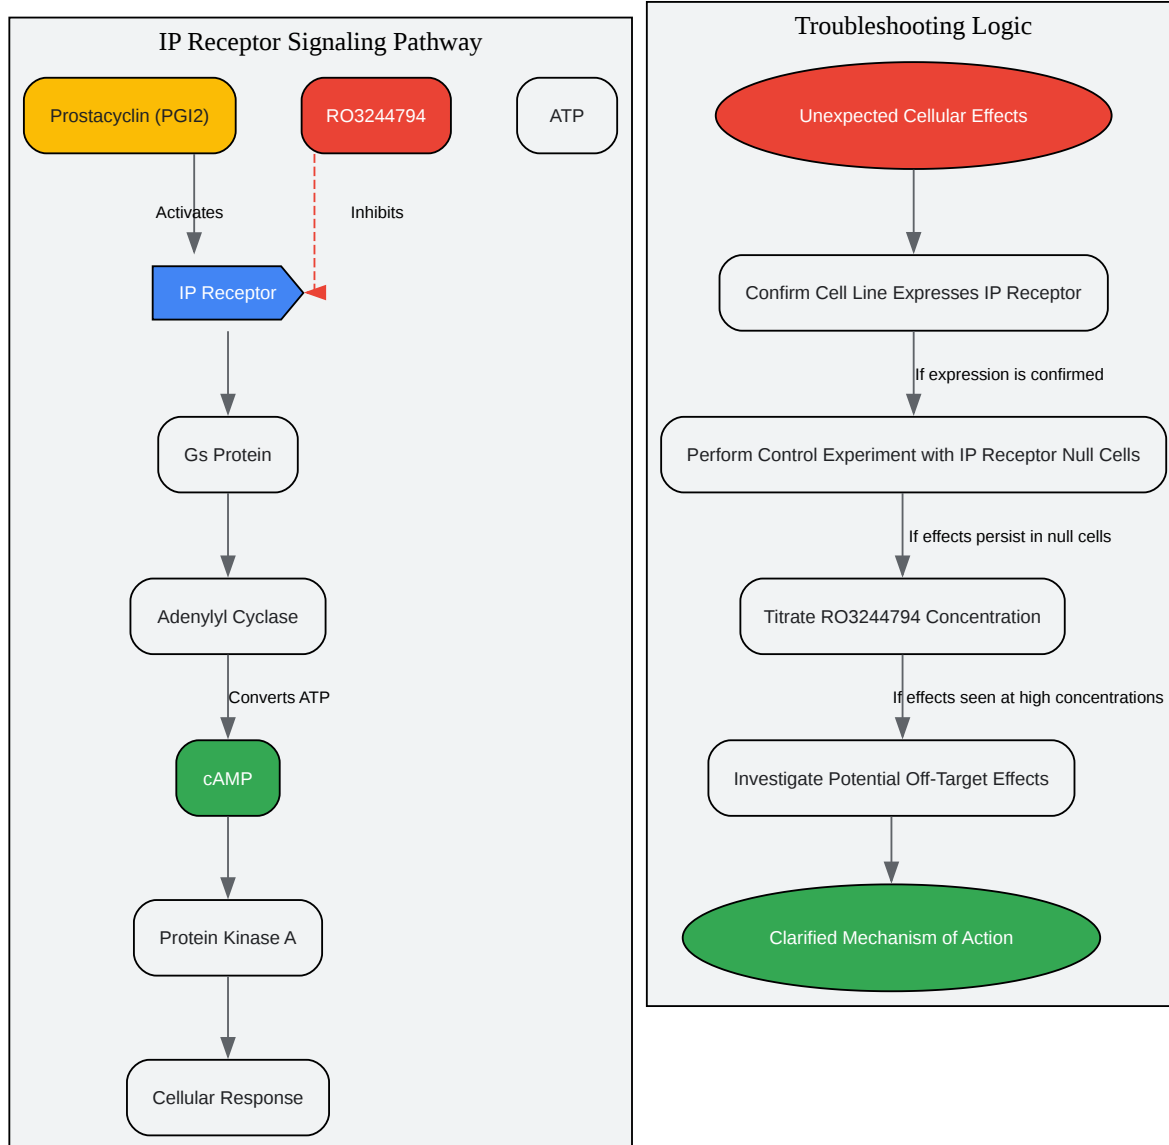 IP Receptor Signaling Pathway
Prostacyclin (PGI2)
RO3244794
ATP
Activates
Inhibits
IP Receptor
Gs Protein
Adenylyl Cyclase
Converts ATP
cAMP
Protein Kinase A
Cellular Response
Troubleshooting Logic
Unexpected Cellular Effects
Confirm Cell Line Expresses IP Receptor
If expression is confirmed
Perform Control Experiment with IP Receptor Null Cells
If effects persist in null cells
Titrate RO3244794 Concentration
If effects seen at high concentrations
Investigate Potential Off-Target Effects
Clarified Mechanism of Action